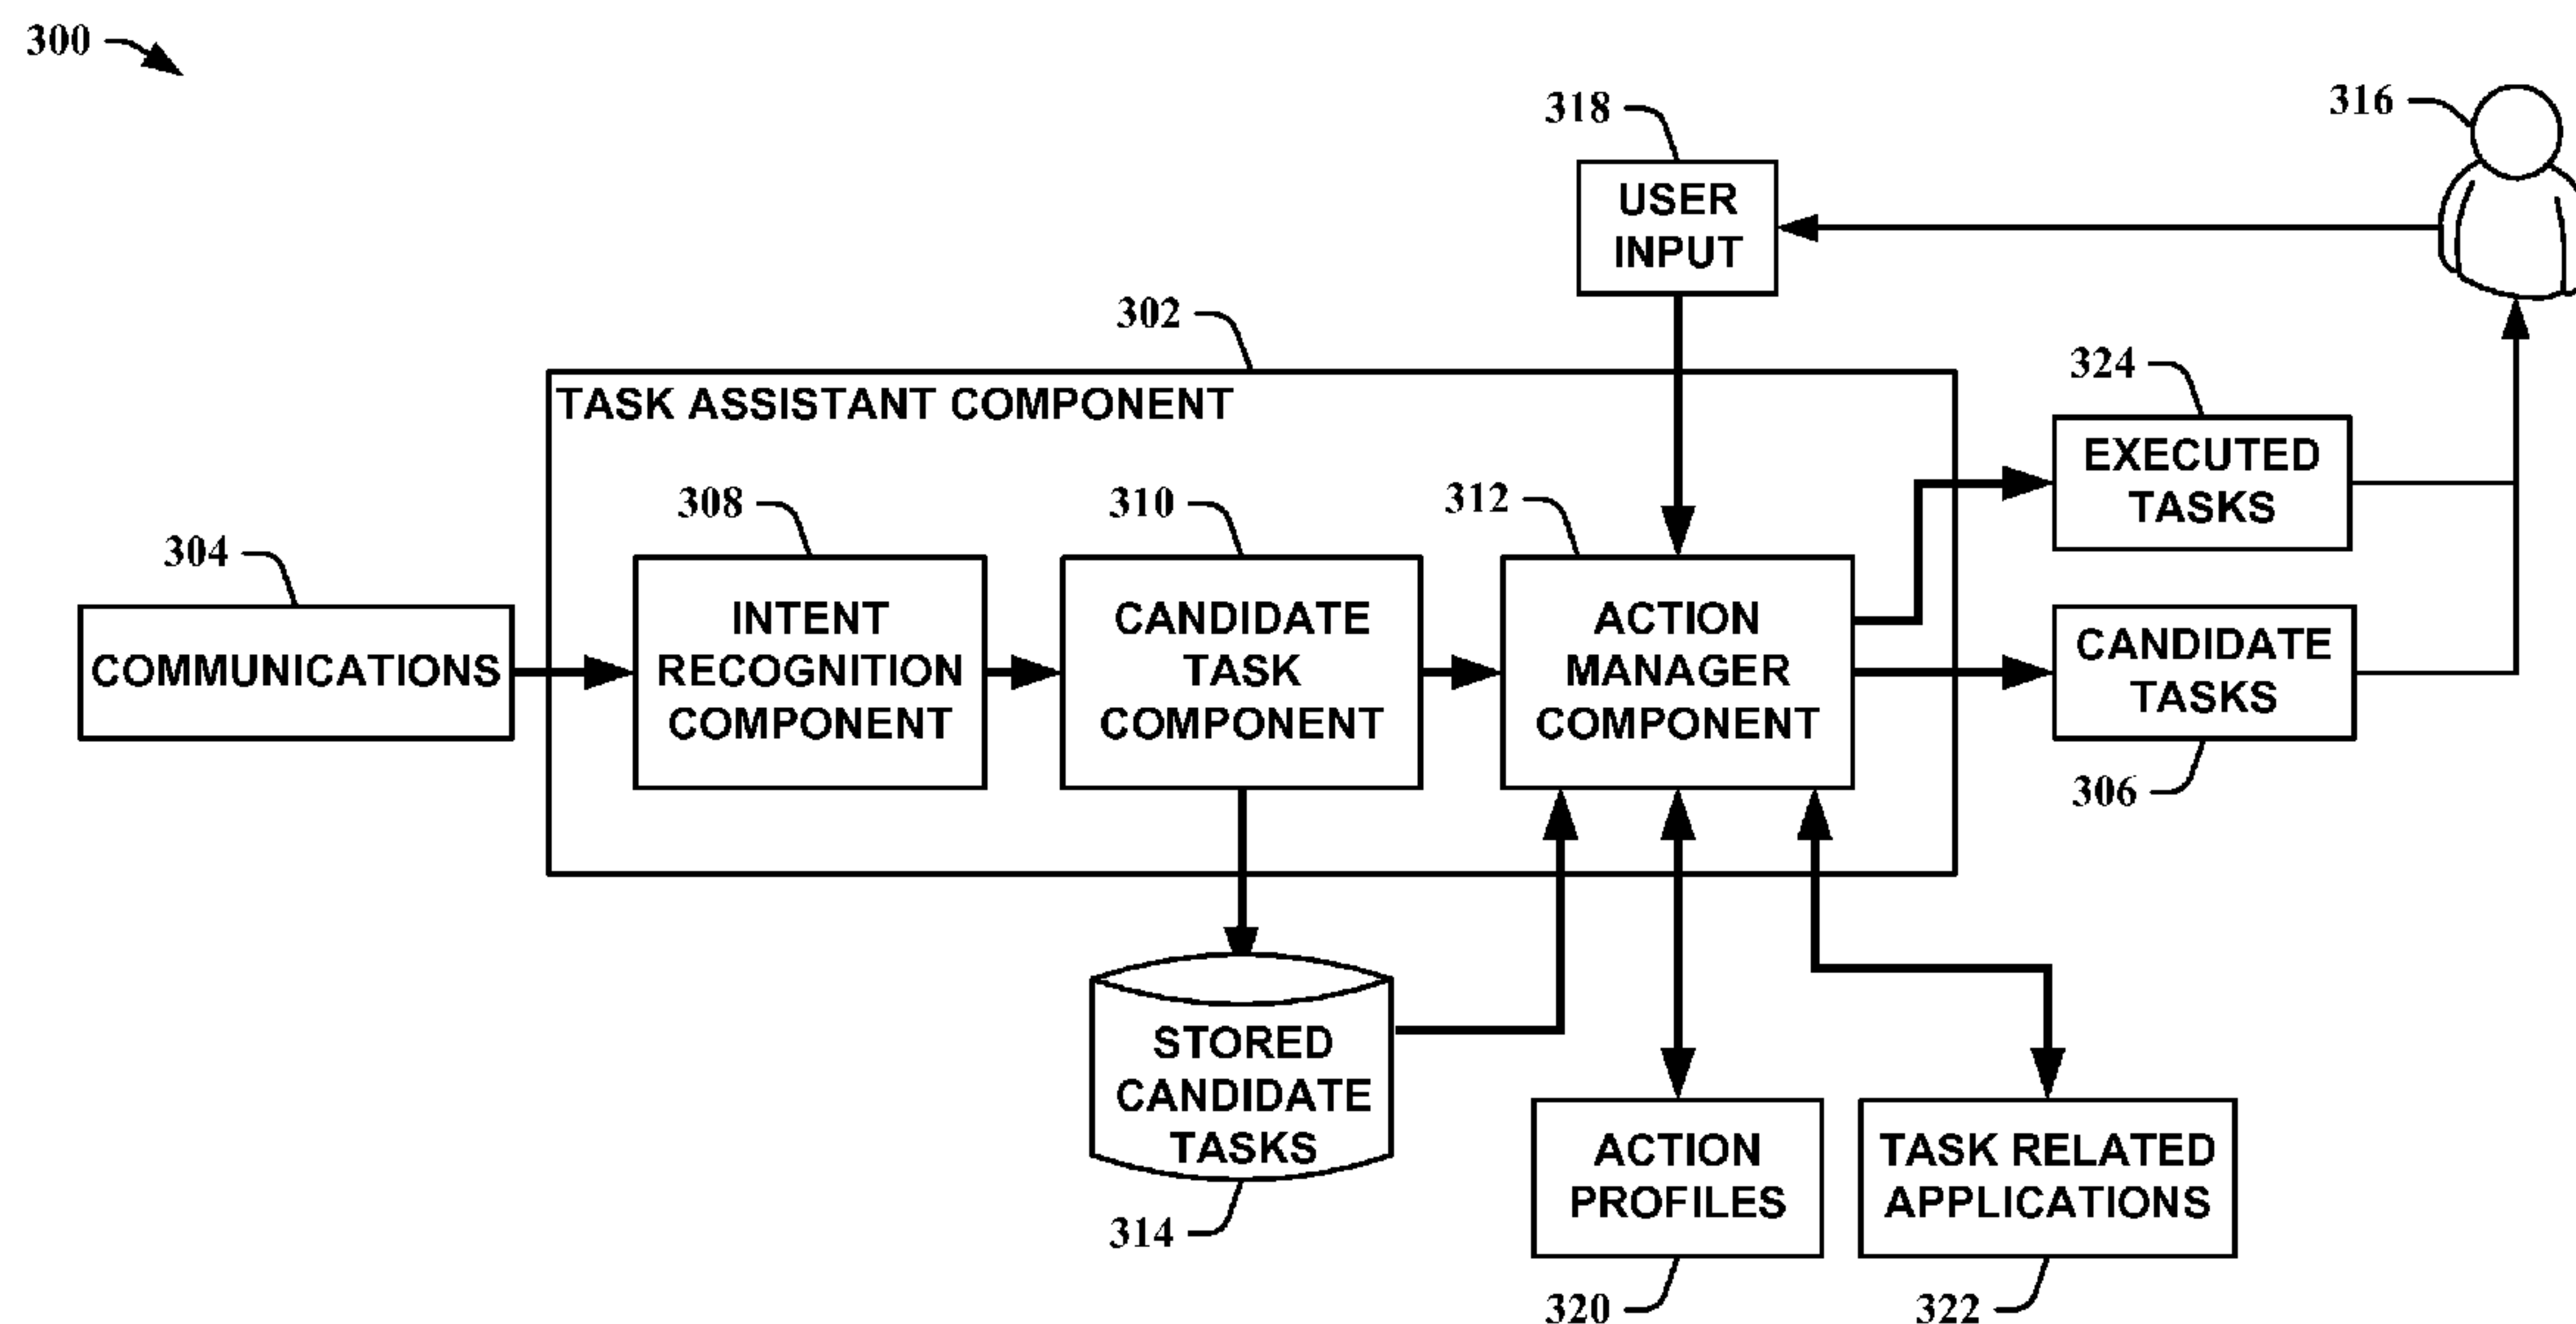 300
316
318
USER
INPUT
302
324
TASK ASSISTANT COMPONENT
EXECUTED
TASKS
308
310
312
304
INTENT
RECOGNITION
COMPONENT
CANDIDATE
TASK
COMPONENT
ACTION
MANAGER
COMPONENT
CANDIDATE
TASKS
COMMUNICATIONS
306
STORED
CANDIDATE
TASKS
ACTION
PROFILES
TASK RELATED
APPLICATIONS
314
320
322